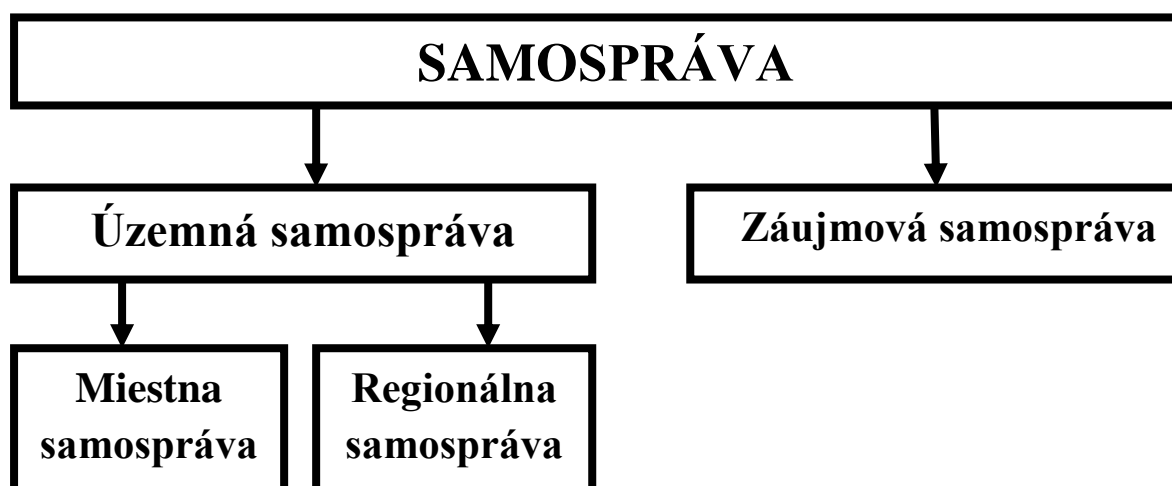 SAMOSPRÁVA
Územná samospráva
Záujmová samospráva
Miestna
samospráva
Regionálna
samospráva